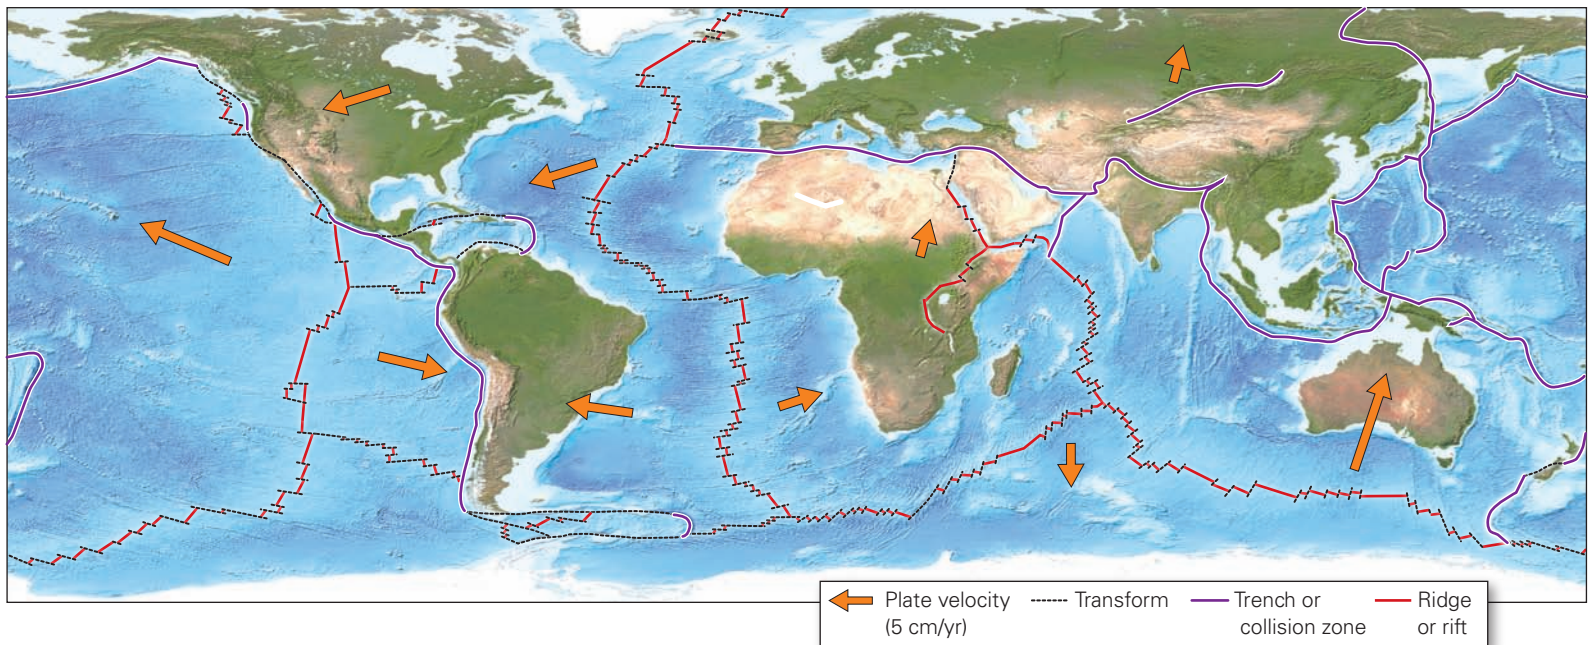 Plate velocity
(5 cm/yr)
Transform
Trench or
collision zone
Ridge
or rift